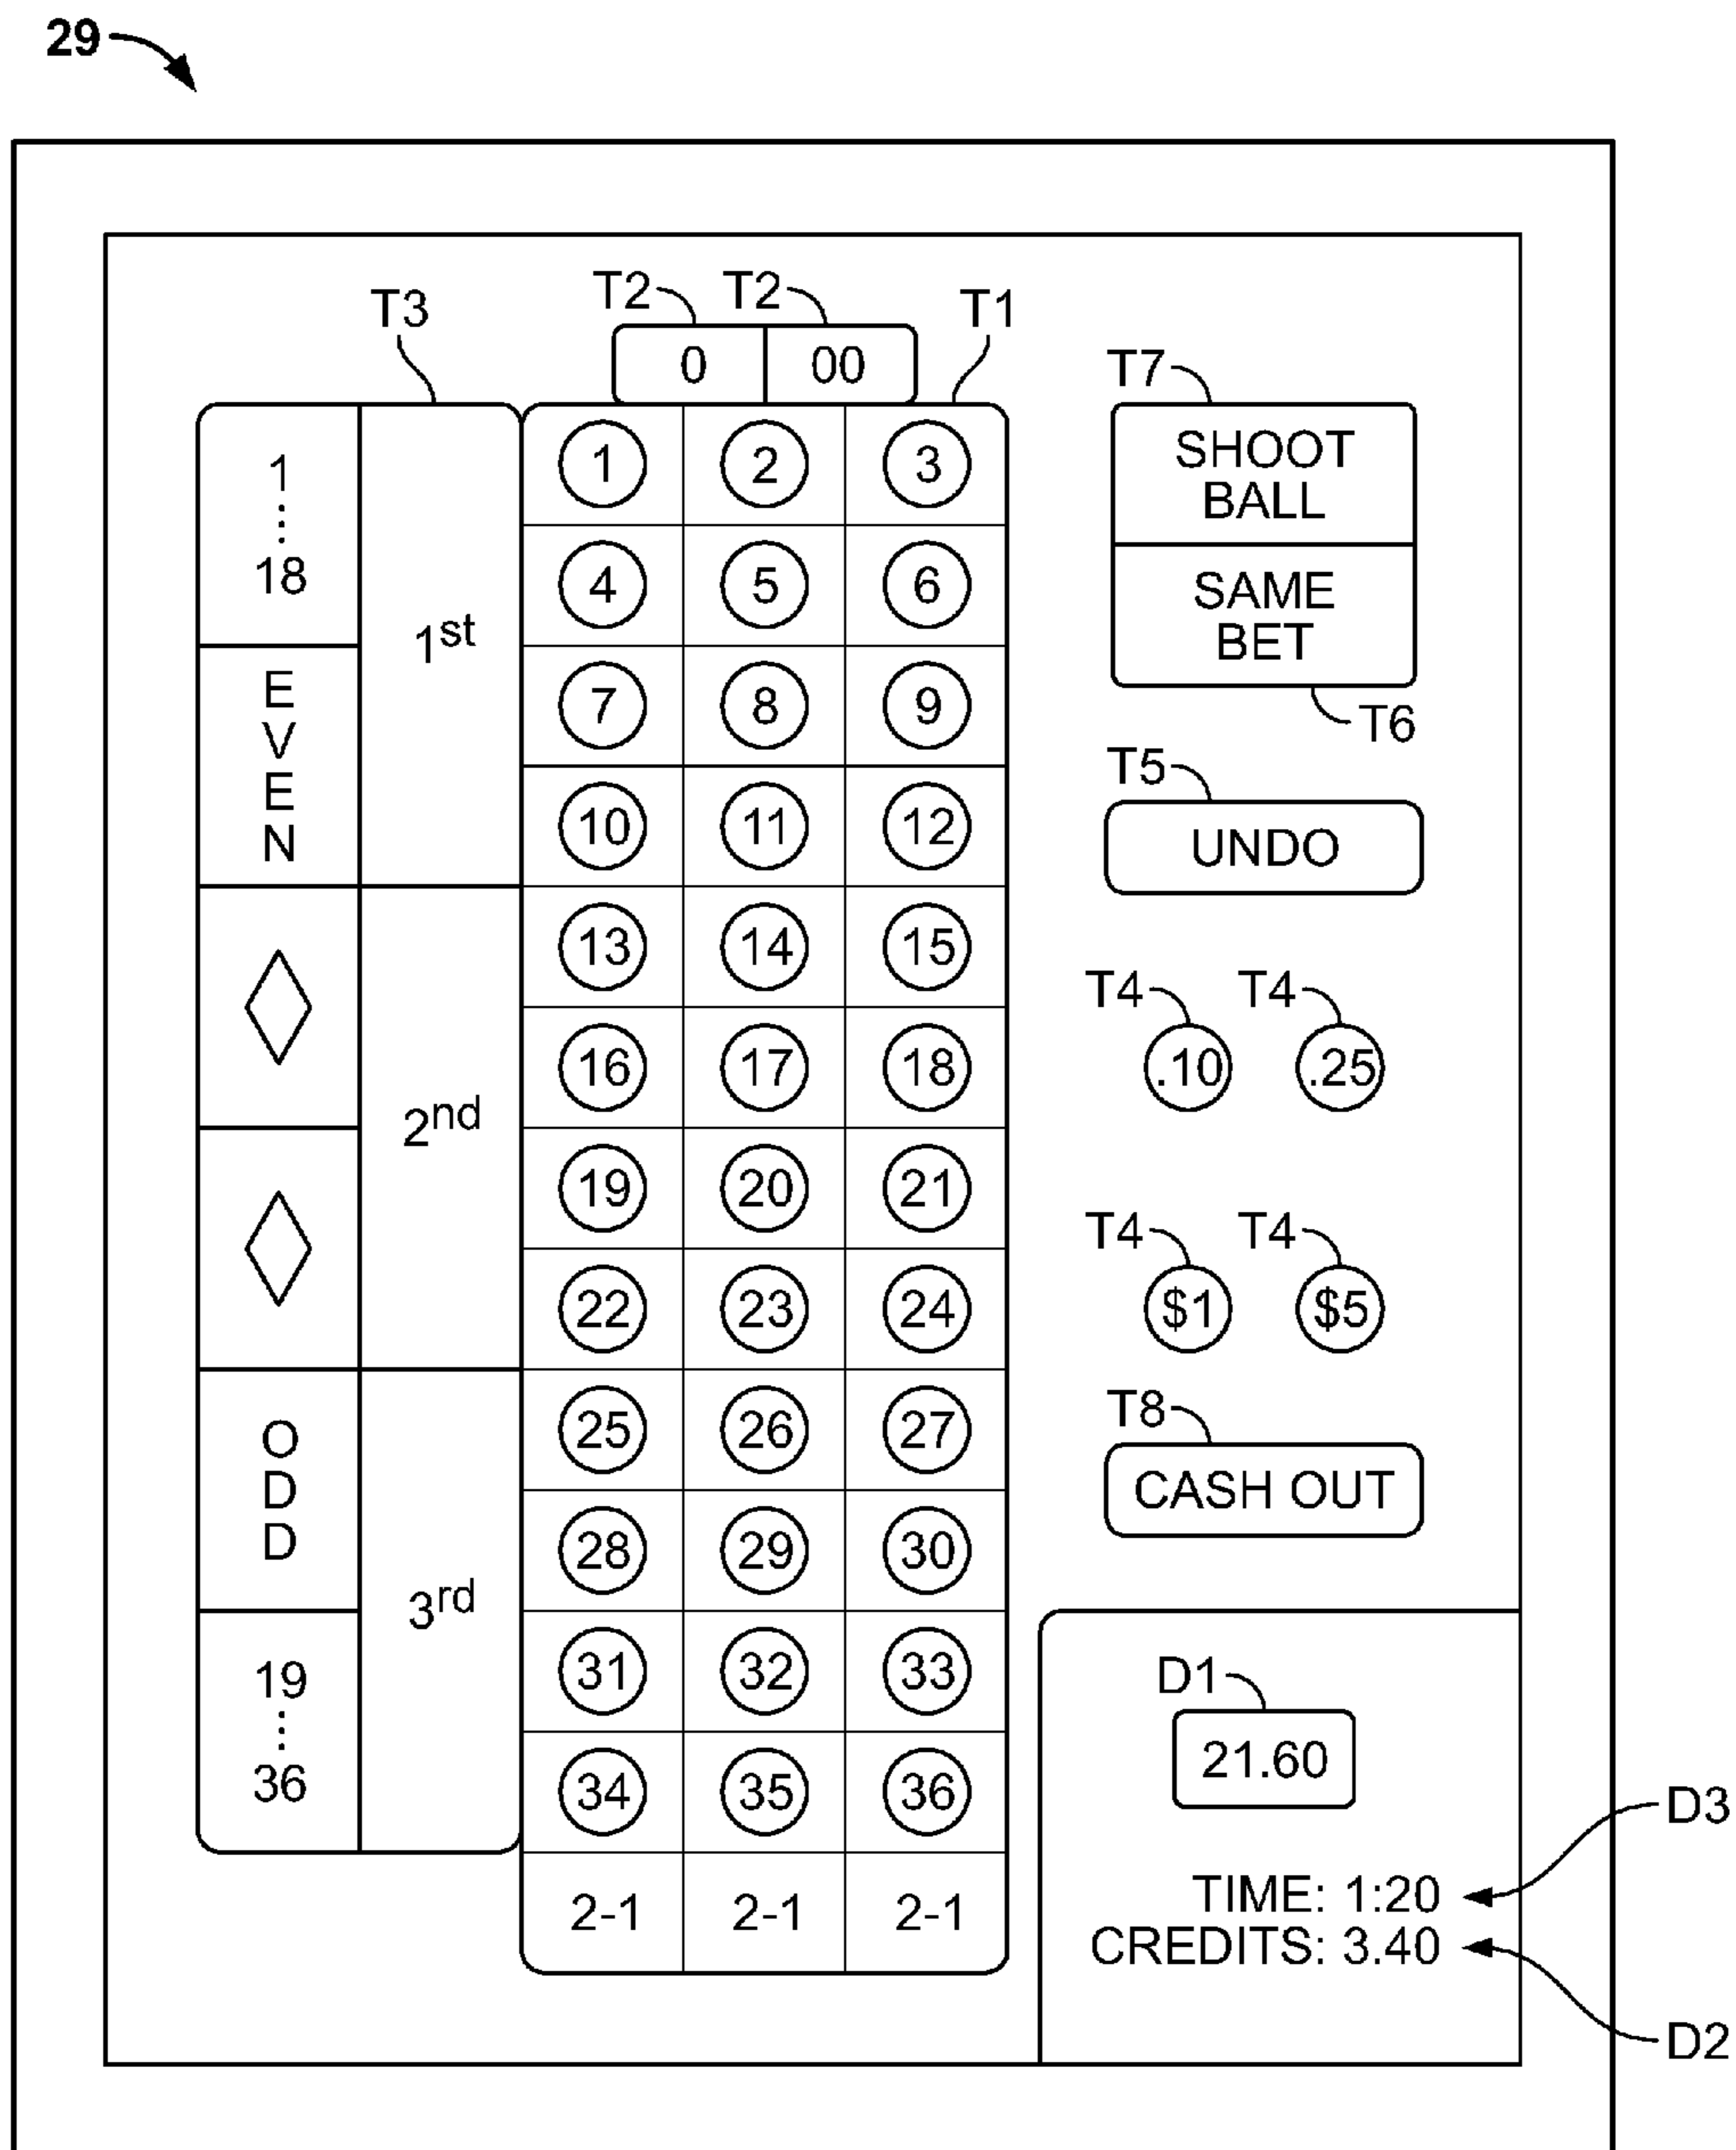 29
T3
T2
T2
T1
0
00
1
⋮
18
E
V
E
N
O
D
D
19
⋮
36
1st
2nd
3rd
1 2 3
4 5 6
7 8 9
10 11 12
13 14 15
16 17 18
19 20 21
22 23 24
25 26 27
28 29 30
31 32 33
34 35 36
2-1 2-1 2-1
T7
SHOOT
BALL
SAME
BET
T6
T5
UNDO
T4 T4
.10 .25
T4 T4
$1 $5
T8
CASH OUT
D1
21.60
D3
TIME: 1:20
CREDITS: 3.40
D2